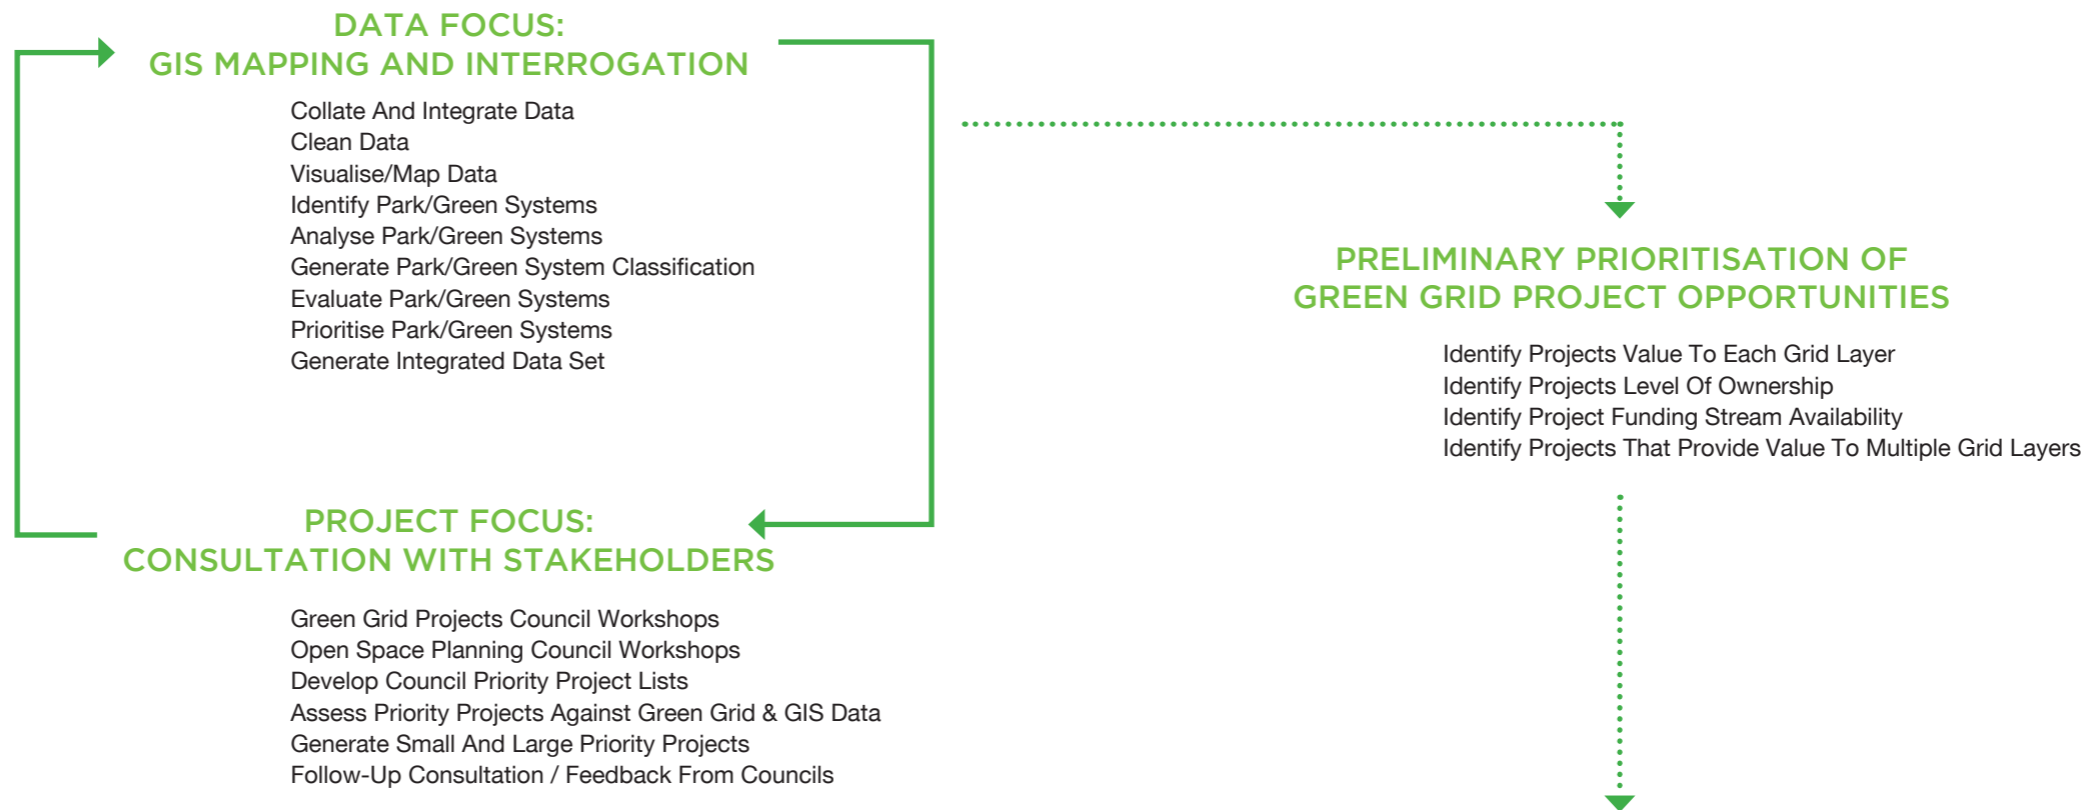 DATA FOCUS:
GIS MAPPING AND INTERROGATION
Collate And Integrate Data
Clean Data
Visualise/Map Data
Identify Park/Green Systems
Analyse Park/Green Systems
Generate Park/Green System Classification
Evaluate Park/Green Systems
Prioritise Park/Green Systems
Generate Integrated Data Set
PROJECT FOCUS:
CONSULTATION WITH STAKEHOLDERS
Green Grid Projects Council Workshops
Open Space Planning Council Workshops
Develop Council Priority Project Lists
Assess Priority Projects Against Green Grid & GIS Data
Generate Small And Large Priority Projects
Follow-Up Consultation / Feedback From Councils
PRELIMINARY PRIORITISATION OF
GREEN GRID PROJECT OPPORTUNITIES
Identify Projects Value To Each Grid Layer
Identify Projects Level Of Ownership
Identify Project Funding Stream Availability
Identify Projects That Provide Value To Multiple Grid Layers